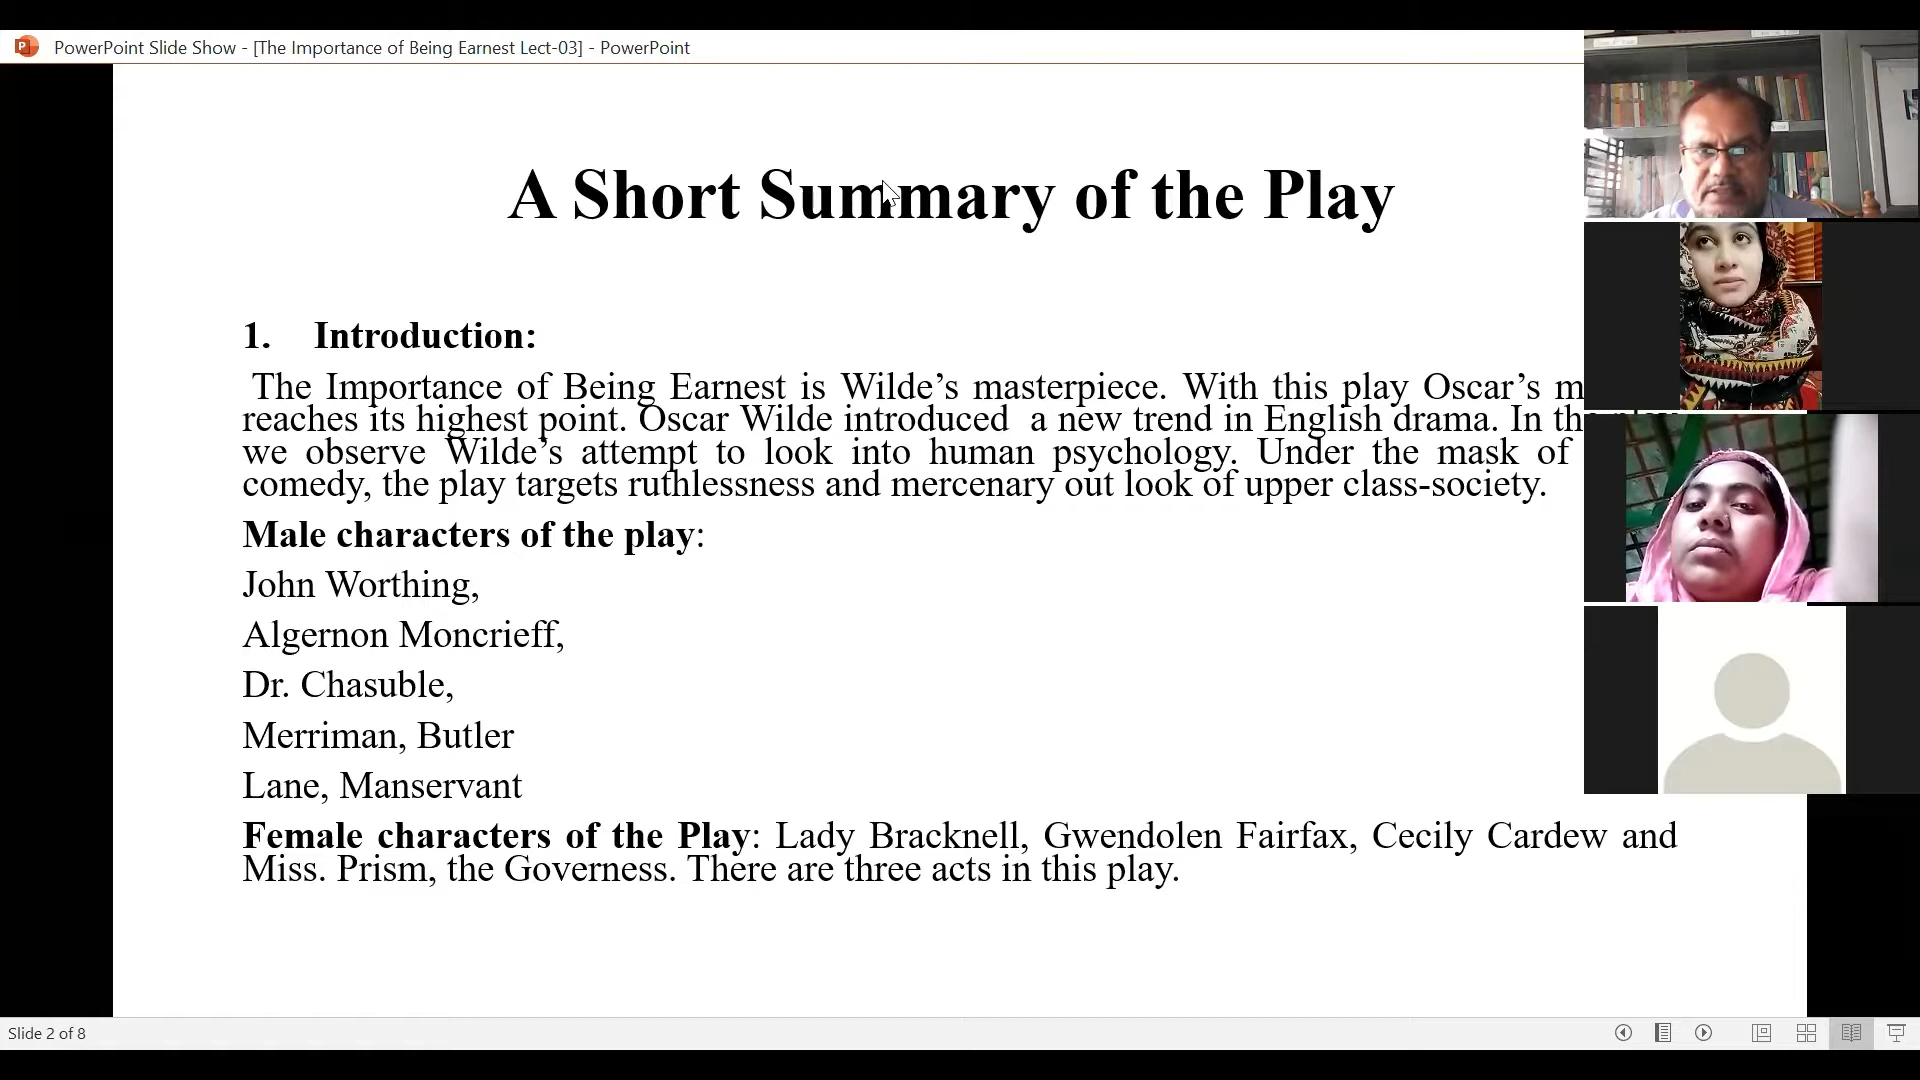 PowerPoint Slide Show - [The Importance of Being Earnest Lect-03] - PowerPoint
A Short Summary of the Play
1. Introduction:
The Importance of Being Earnest is Wilde’s masterpiece. With this play Oscar’s
reaches its highest point. Oscar Wilde introduced a new trend in English drama. In
we observe Wilde’s attempt to look into human psychology. Under the mask of
comedy, the play targets ruthlessness and mercenary out look of upper class-society.
Male characters of the play:
John Worthing,
Algernon Moncrieff,
Dr. Chasuble,
Merriman, Butler
Lane, Manservant
Female characters of the Play: Lady Bracknell, Gwendolen Fairfax, Cecily Cardew and
Miss. Prism, the Governess. There are three acts in this play.
Slide 2 of 8